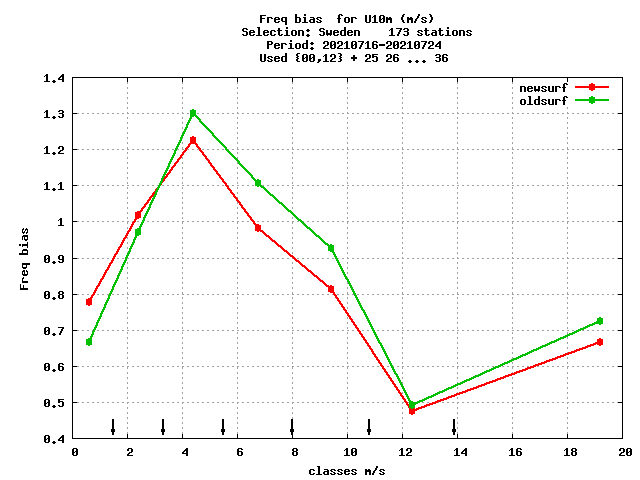 Freq bias  for U10m (m/s)
Selection: Sweden    173 stations
Period: 20210716-20210724
Used {00,12} + 25 26 ... 36
newsurf
oldsurf
1.4
1.3
1.2
1.1
1
0.9
0.8
0.7
0.6
0.5
0.4
Freq bias
0 2 4 6 8 10 12 14 16 18 20
classes m/s